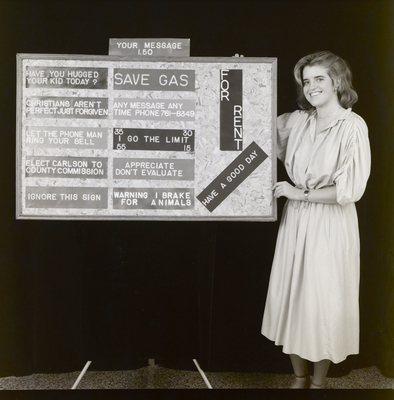 YOUR MESSAGE
1.50
HAVE YOU HUGGED
YOUR KID TODAY?
CHRISTIANS AREN'T
PERFECT JUST FORGIVEN.
LET THE PHONE MAN
RING YOUR BELL
ELECT CARLSON TO
COUNTY COMMISSION
IGNORE THIS SIGN
SAVE GAS
ANY MESSAGE ANY
TIME PHONE 761-8349
35 30
I GO THE LIMIT
55 15
APPRECIATE
DON'T EVALUATE
WARNING I BRAKE
FOR ANIMALS
FOR RENT
HAVE A GOOD DAY